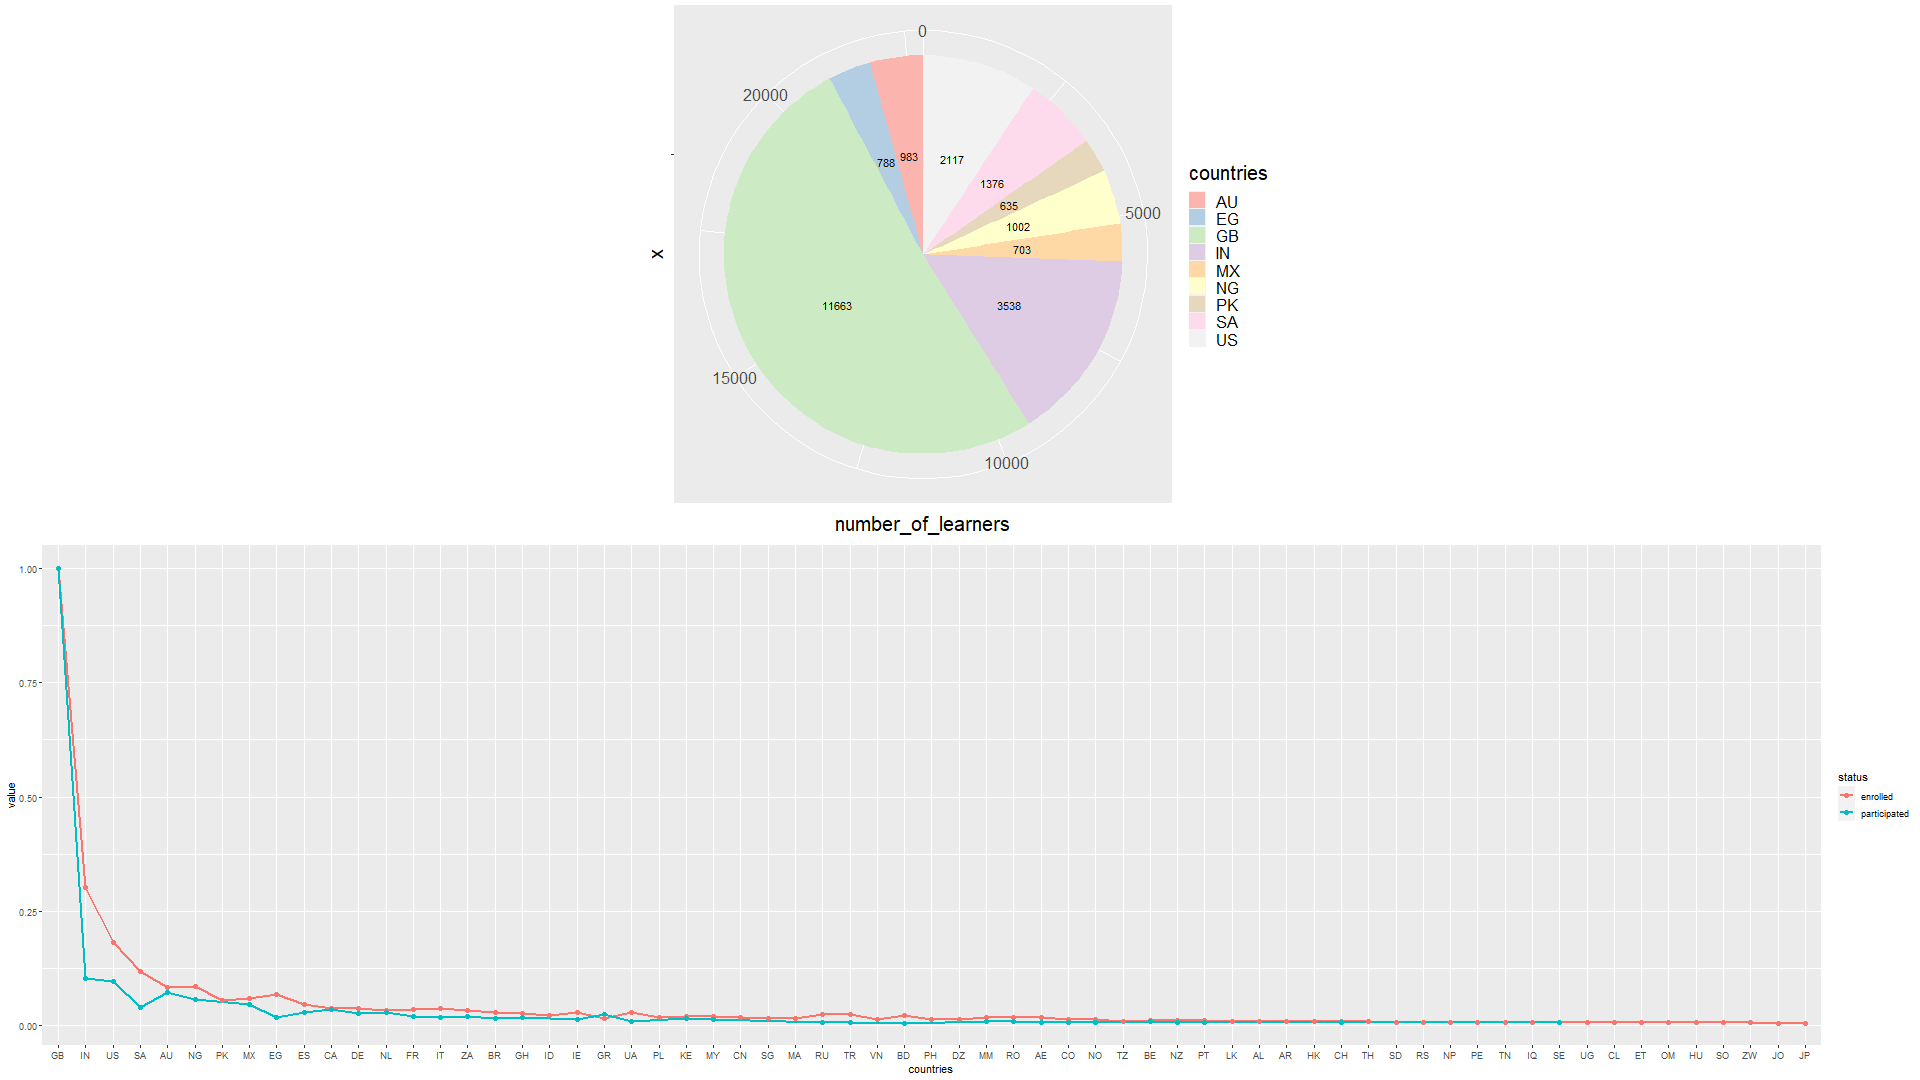 0
20000
5000
15000
10000
788
983
2117
1376
635
1002
703
11663
3538
x
number_of_learners
countries
AU
EG
GB
IN
MX
NG
PK
SA
US
1.00
0.75
0.50
0.25
0.00
value
GB IN US SA AU NG PK MX EG ES CA DE NL FR IT ZA BR GH ID IE GR UA PL KE MY CN SG MA RU TR VN BD PH DZ MM RO AE CO NO TZ BE NZ PT LK AL AR HK CH TH SD RS NP PE TN IQ SE UG CL ET OM HU SO ZW JO JP
countries
status
enrolled
participated